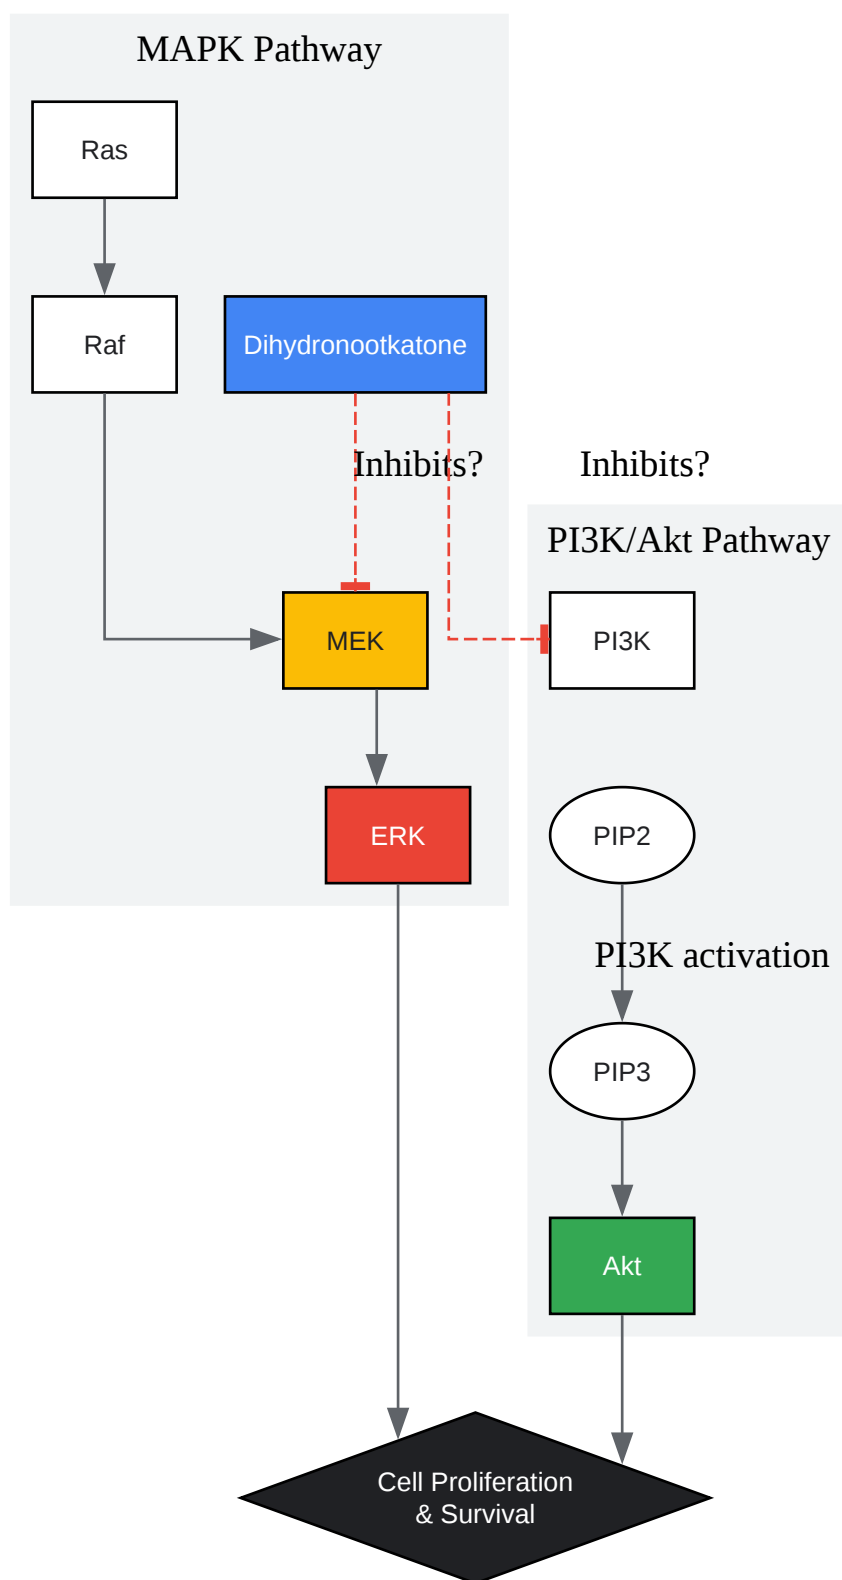 MAPK Pathway
Ras
Raf
Dihydronootkatone
Inhibits?
Inhibits?
PI3K/Akt Pathway
MEK
PI3K
ERK
PIP2
PI3K activation
PIP3
Akt
Cell Proliferation
& Survival